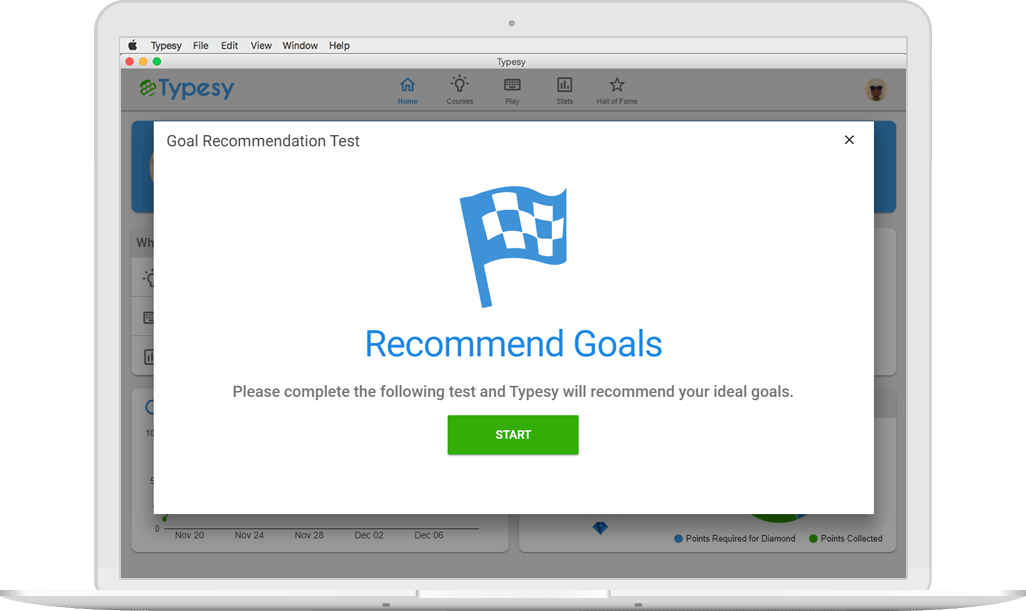 Typesy File Edit View Window Help
Typesy
Typesy
Home Courses Play Stats Hall of Fame
Goal Recommendation Test
Recommend Goals
Please complete the following test and Typesy will recommend your ideal goals.
START
Wh
10
5
0
Nov 20 Nov 24 Nov 28 Dec 02 Dec 06
Points Required for Diamond Points Collected